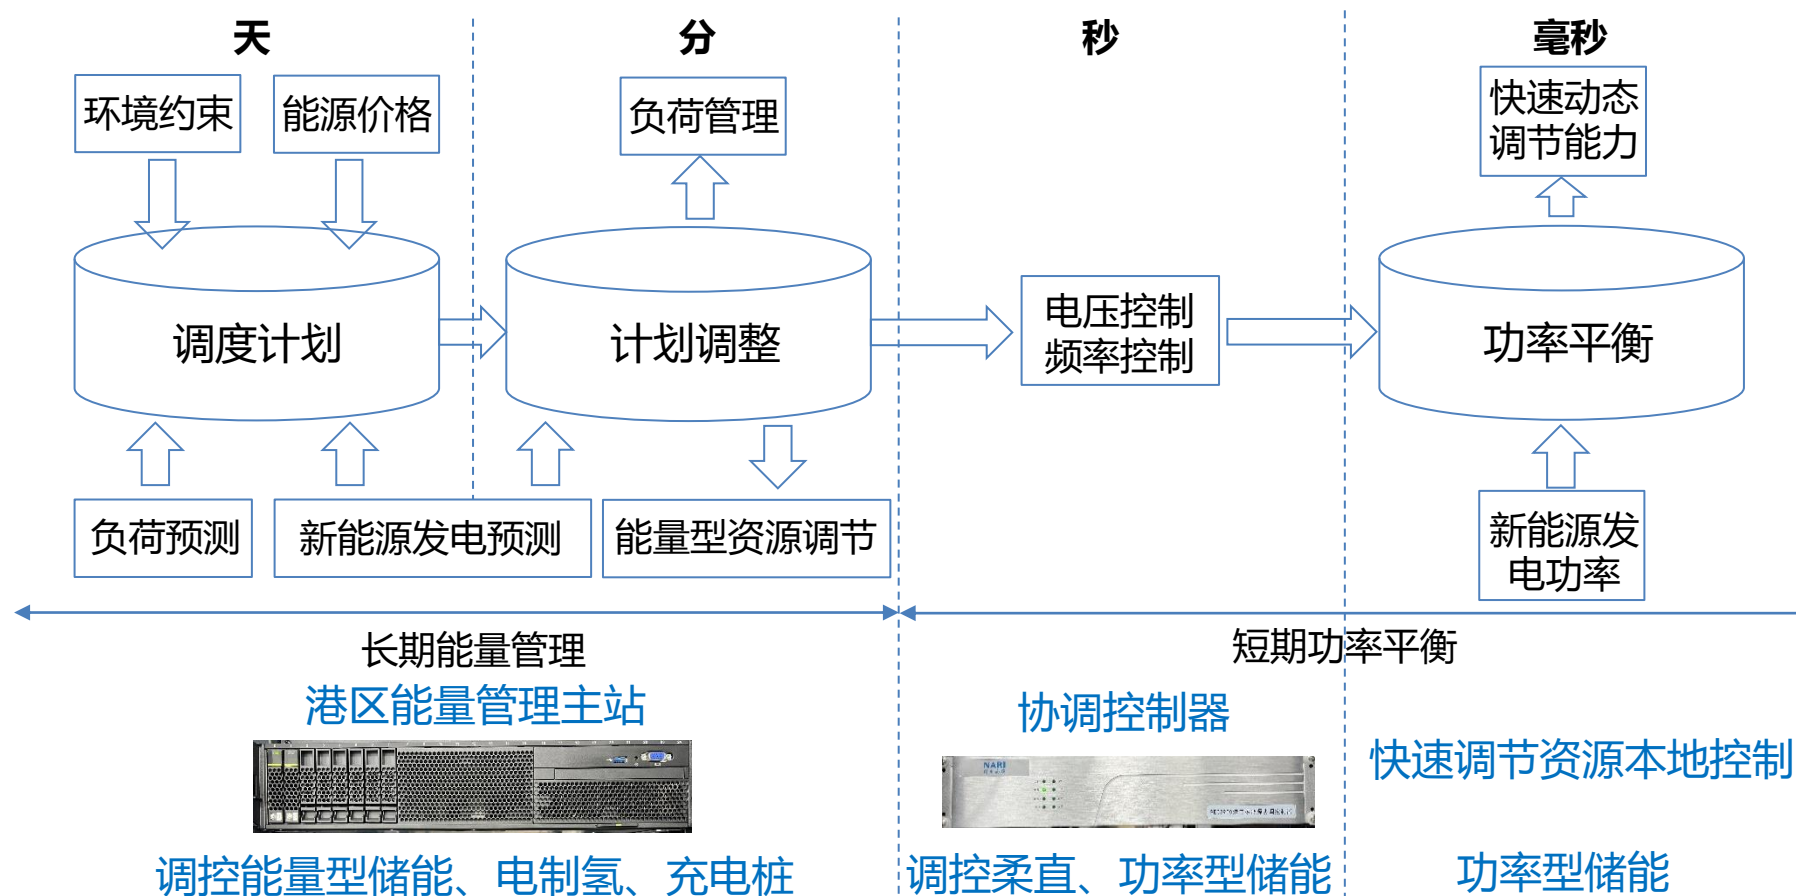 天
分
秒
毫秒
环境约束
能源价格
负荷管理
快速动态
调节能力
调度计划
计划调整
电压控制
频率控制
功率平衡
负荷预测
新能源发电预测
能量型资源调节
新能源发
电功率
长期能量管理
短期功率平衡
港区能量管理主站
协调控制器
快速调节资源本地控制
NARI
调控能量型储能、电制氢、充电桩
调控柔直、功率型储能
功率型储能